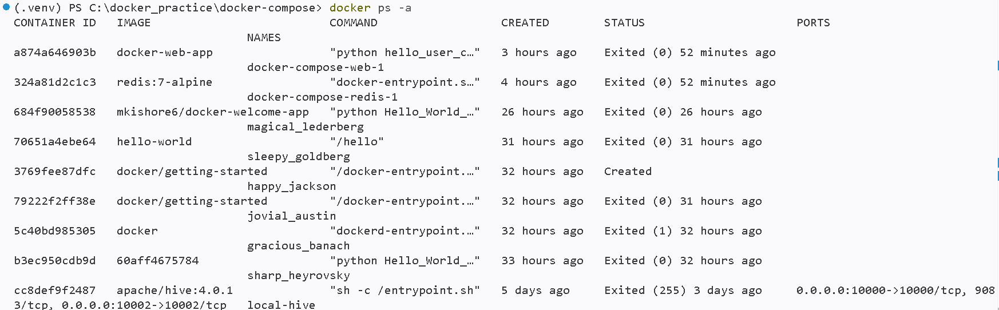 (.venv) PS C:\docker_practice\docker-compose> docker ps -a
CONTAINER ID   IMAGE                          COMMAND                  CREATED        STATUS                      PORTS
                                  NAMES
a874a646903b   docker-web-app                 "python hello_user_c…"   3 hours ago    Exited (0) 52 minutes ago
                                  docker-compose-web-1
324a81d2c1c3   redis:7-alpine                 "docker-entrypoint.s…"   4 hours ago    Exited (0) 52 minutes ago
                                  docker-compose-redis-1
684f90058538   mkishore6/docker-welcome-app   "python Hello_World_…"   26 hours ago   Exited (0) 26 hours ago
                                  magical_lederberg
70651a4ebe64   hello-world                    "/hello"                 31 hours ago   Exited (0) 31 hours ago
                                  sleepy_goldberg
3769fee87dfc   docker/getting-started         "/docker-entrypoint.…"   32 hours ago   Created
                                  happy_jackson
79222f2ff38e   docker/getting-started         "/docker-entrypoint.…"   32 hours ago   Exited (0) 31 hours ago
                                  jovial_austin
5c40bd985305   docker                         "dockerd-entrypoint.…"   32 hours ago   Exited (1) 32 hours ago
                                  gracious_banach
b3ec950cdb9d   60aff4675784                   "python Hello_World_…"   33 hours ago   Exited (0) 32 hours ago
                                  sharp_heyrovsky
cc8def9f2487   apache/hive:4.0.1              "sh -c /entrypoint.sh"   5 days ago     Exited (255) 3 days ago     0.0.0.0:10000->10000/tcp, 908
3/tcp, 0.0.0.0:10002->10002/tcp   local-hive